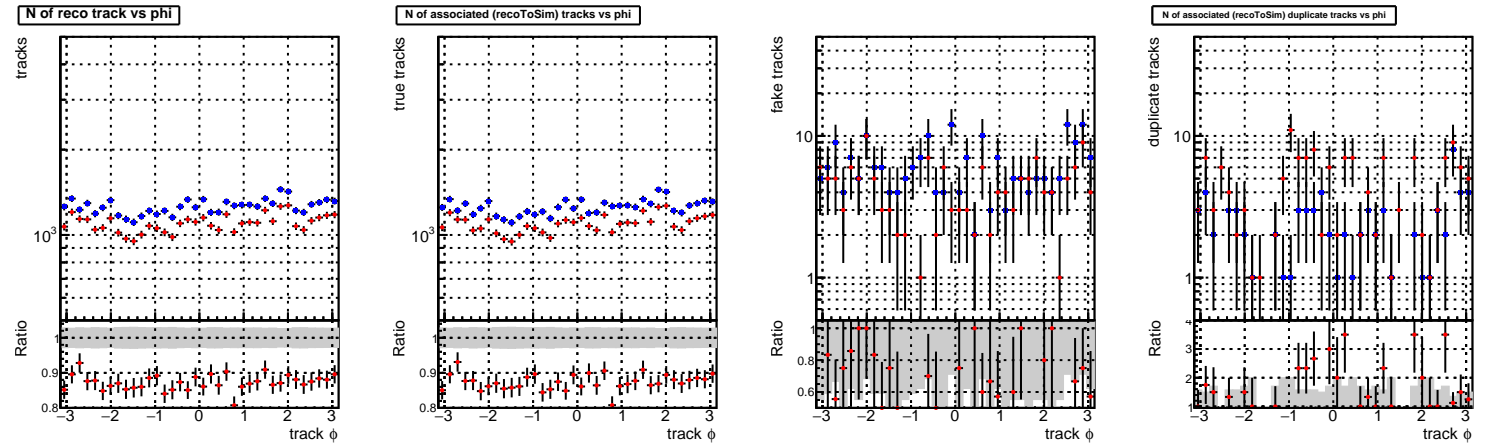 N of reco track vs phi
tracks
10³
Ratio
1
0.9
0.8
−3 −2 −1 0 1 2 3
track ϕ
N of associated (recoToSim) tracks vs phi
true tracks
10³
Ratio
1
0.9
0.8
−3 −2 −1 0 1 2 3
track ϕ
fake tracks
10
1
Ratio
1
0.8
0.6
−3 −2 −1 0 1 2 3
track ϕ
N of associated (recoToSim) duplicate tracks vs phi
duplicate tracks
10
1
Ratio
4
3
2
1
−3 −2 −1 0 1 2 3
track ϕ